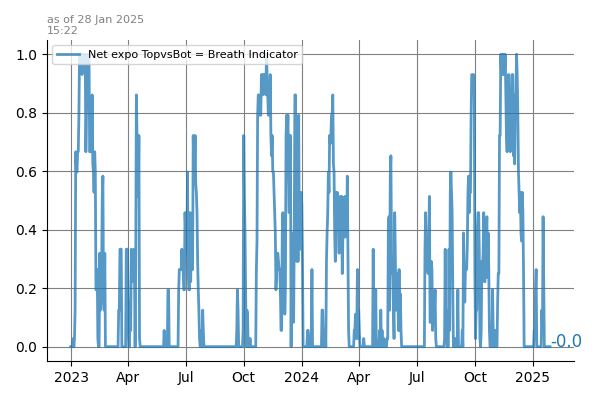 as of 28 Jan 2025
15:22
Net expo TopvsBot = Breath Indicator
1.0
0.8
0.6
0.4
0.2
0.0
-0.0
2023 Apr Jul Oct 2024 Apr Jul Oct 2025